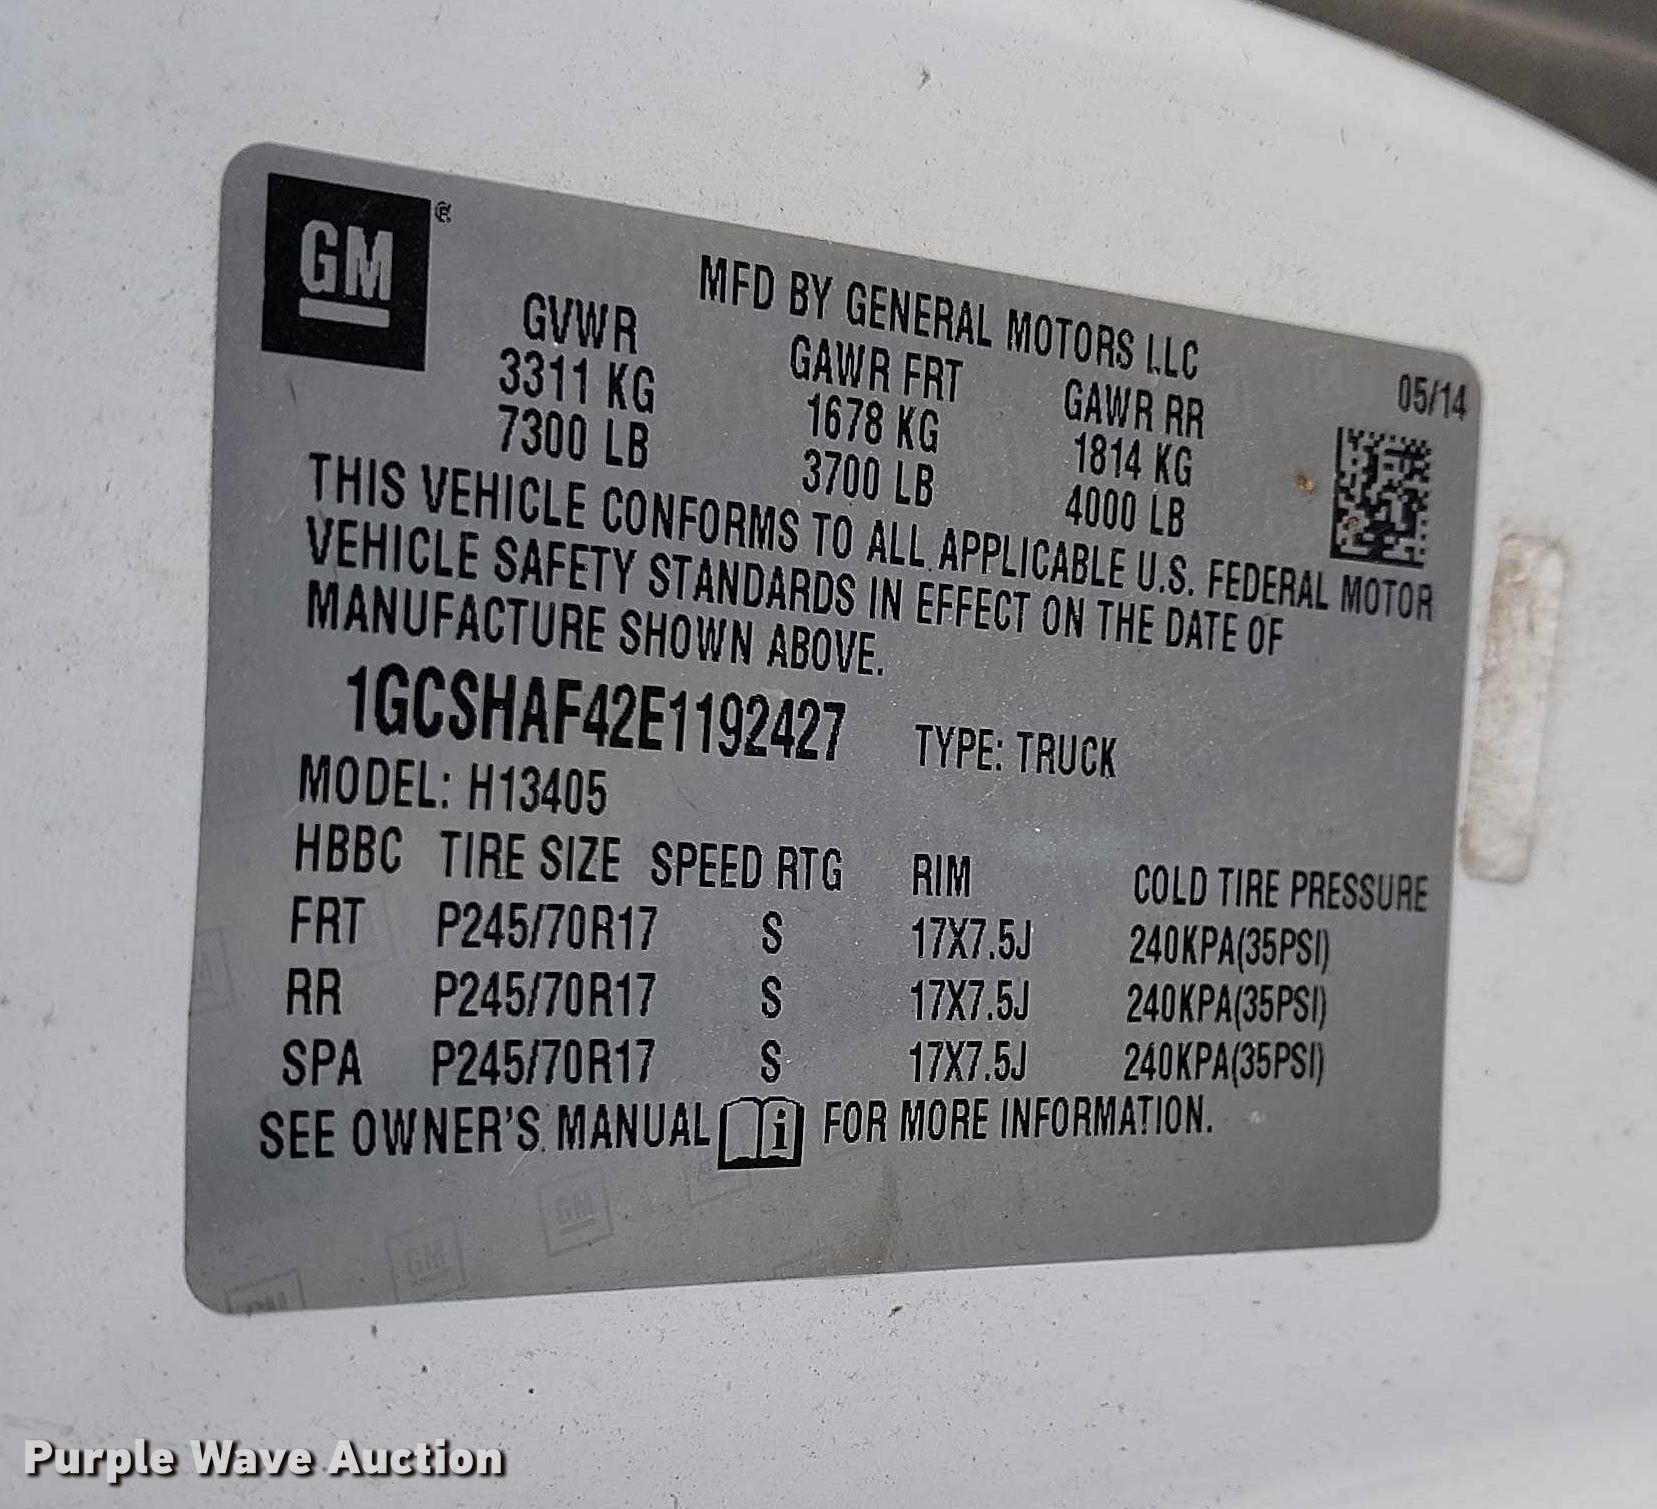 GM ®
MFD BY GENERAL MOTORS LLC
05/14
GVWR GAWR FRT GAWR RR
3311 KG 1678 KG 1814 KG
7300 LB 3700 LB 4000 LB
THIS VEHICLE CONFORMS TO ALL APPLICABLE U.S. FEDERAL MOTOR
VEHICLE SAFETY STANDARDS IN EFFECT ON THE DATE OF
MANUFACTURE SHOWN ABOVE.
1GCSHAF42E1192427 TYPE: TRUCK
MODEL: H13405
HBBC TIRE SIZE SPEED RTG RIM COLD TIRE PRESSURE
FRT P245/70R17 S 17X7.5J 240KPA(35PSI)
RR P245/70R17 S 17X7.5J 240KPA(35PSI)
SPA P245/70R17 S 17X7.5J 240KPA(35PSI)
SEE OWNER'S MANUAL i FOR MORE INFORMATION.
GM
GM
GM
Purple Wave Auction